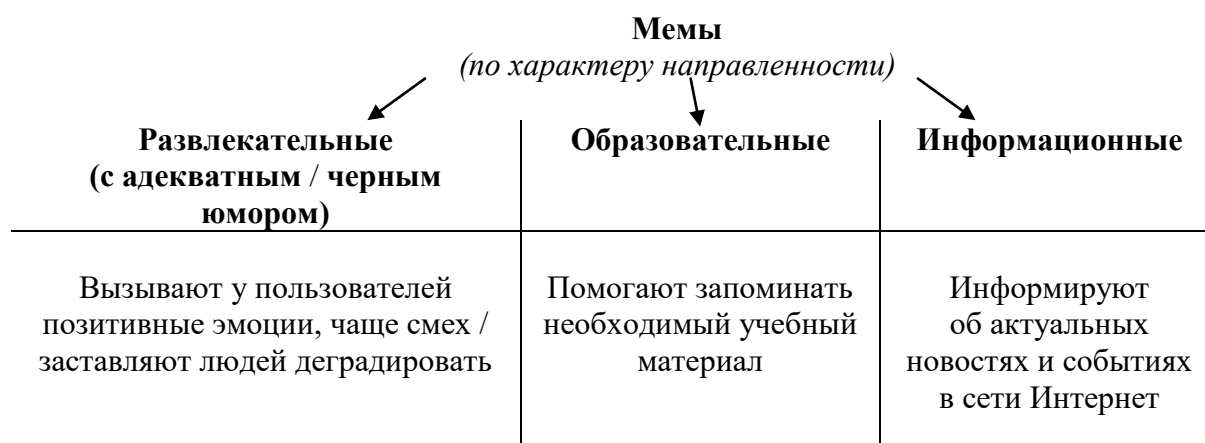 Мемы
(по характеру направленности)
Развлекательные
(с адекватным / черным
юмором)
Образовательные
Информационные
Вызывают у пользователей
позитивные эмоции, чаще смех /
заставляют людей деградировать
Помогают запоминать
необходимый учебный
материал
Информируют
об актуальных
новостях и событиях
в сети Интернет